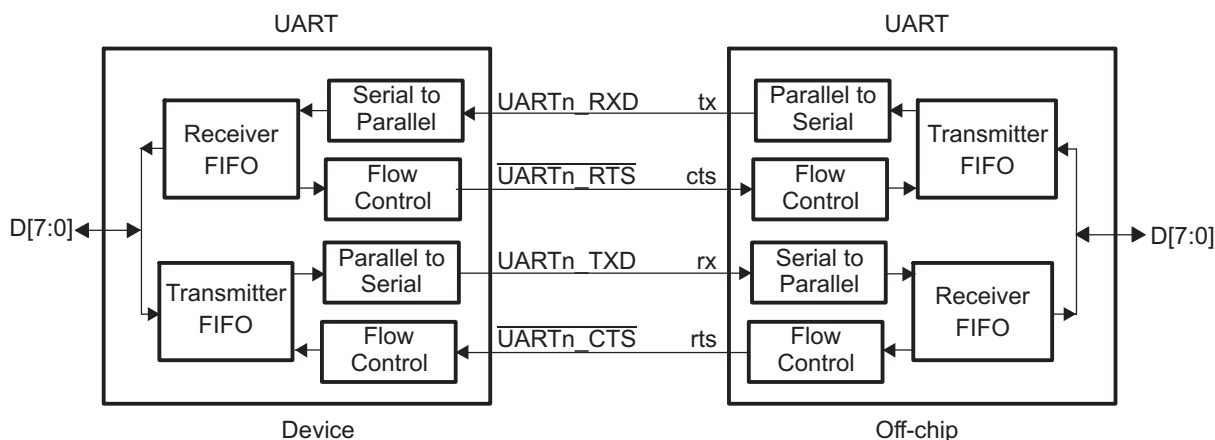 UART
UART
Serial to
Parallel
UARTn_RXD
tx
Parallel to
Serial
Receiver
FIFO
Transmitter
FIFO
Flow
Control
UARTn_RTS
cts
Flow
Control
D[7:0]
D[7:0]
Parallel to
Serial
UARTn_TXD
rx
Serial to
Parallel
Transmitter
FIFO
Receiver
FIFO
Flow
Control
UARTn_CTS
rts
Flow
Control
Device
Off-chip